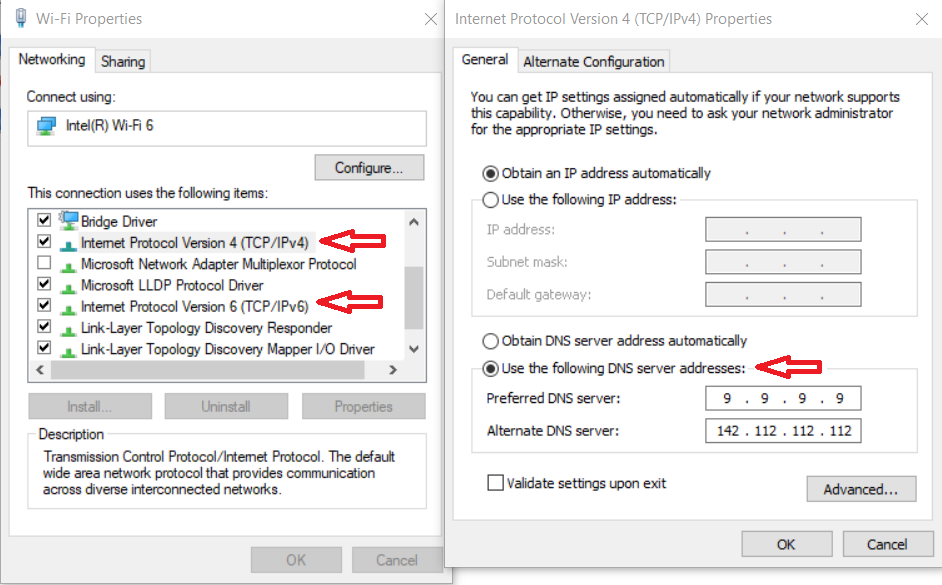 Wi-Fi Properties
Networking
Sharing
Connect using:
Intel(R) Wi-Fi 6
Configure...
This connection uses the following items:
Bridge Driver
Internet Protocol Version 4 (TCP/IPv4)
Microsoft Network Adapter Multiplexor Protocol
Microsoft LLDP Protocol Driver
Internet Protocol Version 6 (TCP/IPv6)
Link-Layer Topology Discovery Responder
Link-Layer Topology Discovery Mapper I/O Driver
Install...
Uninstall
Properties
Description
Transmission Control Protocol/Internet Protocol. The default
wide area network protocol that provides communication
across diverse interconnected networks.
OK
Cancel
Internet Protocol Version 4 (TCP/IPv4) Properties
General
Alternate Configuration
You can get IP settings assigned automatically if your network supports
this capability. Otherwise, you need to ask your network administrator
for the appropriate IP settings.
Obtain an IP address automatically
Use the following IP address:
IP address:
Subnet mask:
Default gateway:
Obtain DNS server address automatically
Use the following DNS server addresses:
Preferred DNS server: 9 . 9 . 9 . 9
Alternate DNS server: 142 . 112 . 112 . 112
Validate settings upon exit
Advanced...
OK
Cancel